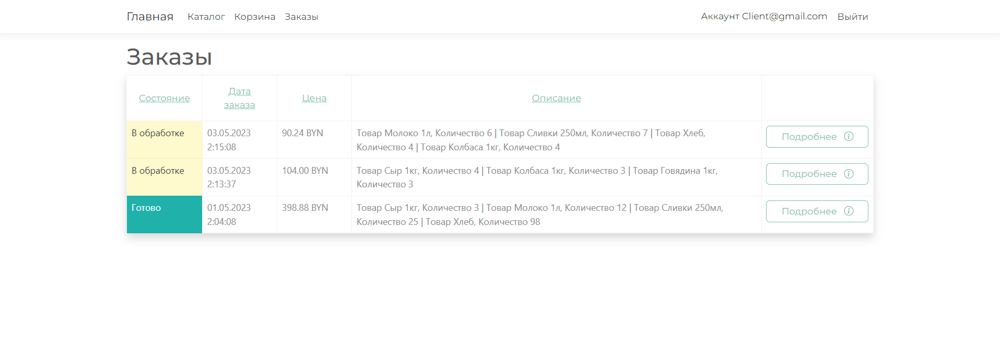 Главная Каталог Корзина Заказы Аккаунт Client@gmail.com Выйти
Заказы
Состояние
Дата
заказа
Цена
Описание
В обработке
03.05.2023
2:15:08
90.24 BYN
Товар Молоко 1л, Количество 6 | Товар Сливки 250мл, Количество 7 | Товар Хлеб,
Количество 4 | Товар Колбаса 1кг, Количество 4
Подробнее
В обработке
03.05.2023
2:13:37
104.00 BYN
Товар Сыр 1кг, Количество 4 | Товар Колбаса 1кг, Количество 3 | Товар Говядина 1кг,
Количество 3
Подробнее
Готово
01.05.2023
2:04:08
398.88 BYN
Товар Сыр 1кг, Количество 3 | Товар Молоко 1л, Количество 12 | Товар Сливки 250мл,
Количество 25 | Товар Хлеб, Количество 98
Подробнее